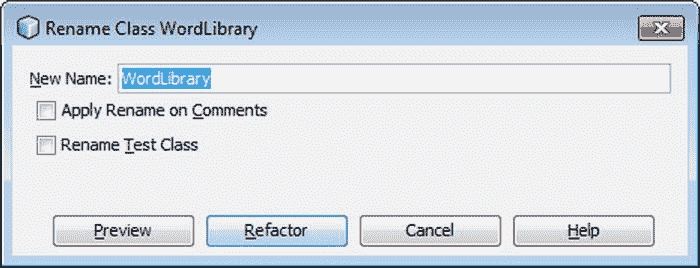 Rename Class WordLibrary
New Name: WordLibrary
Apply Rename on Comments
Rename Test Class
Preview Refactor Cancel Help